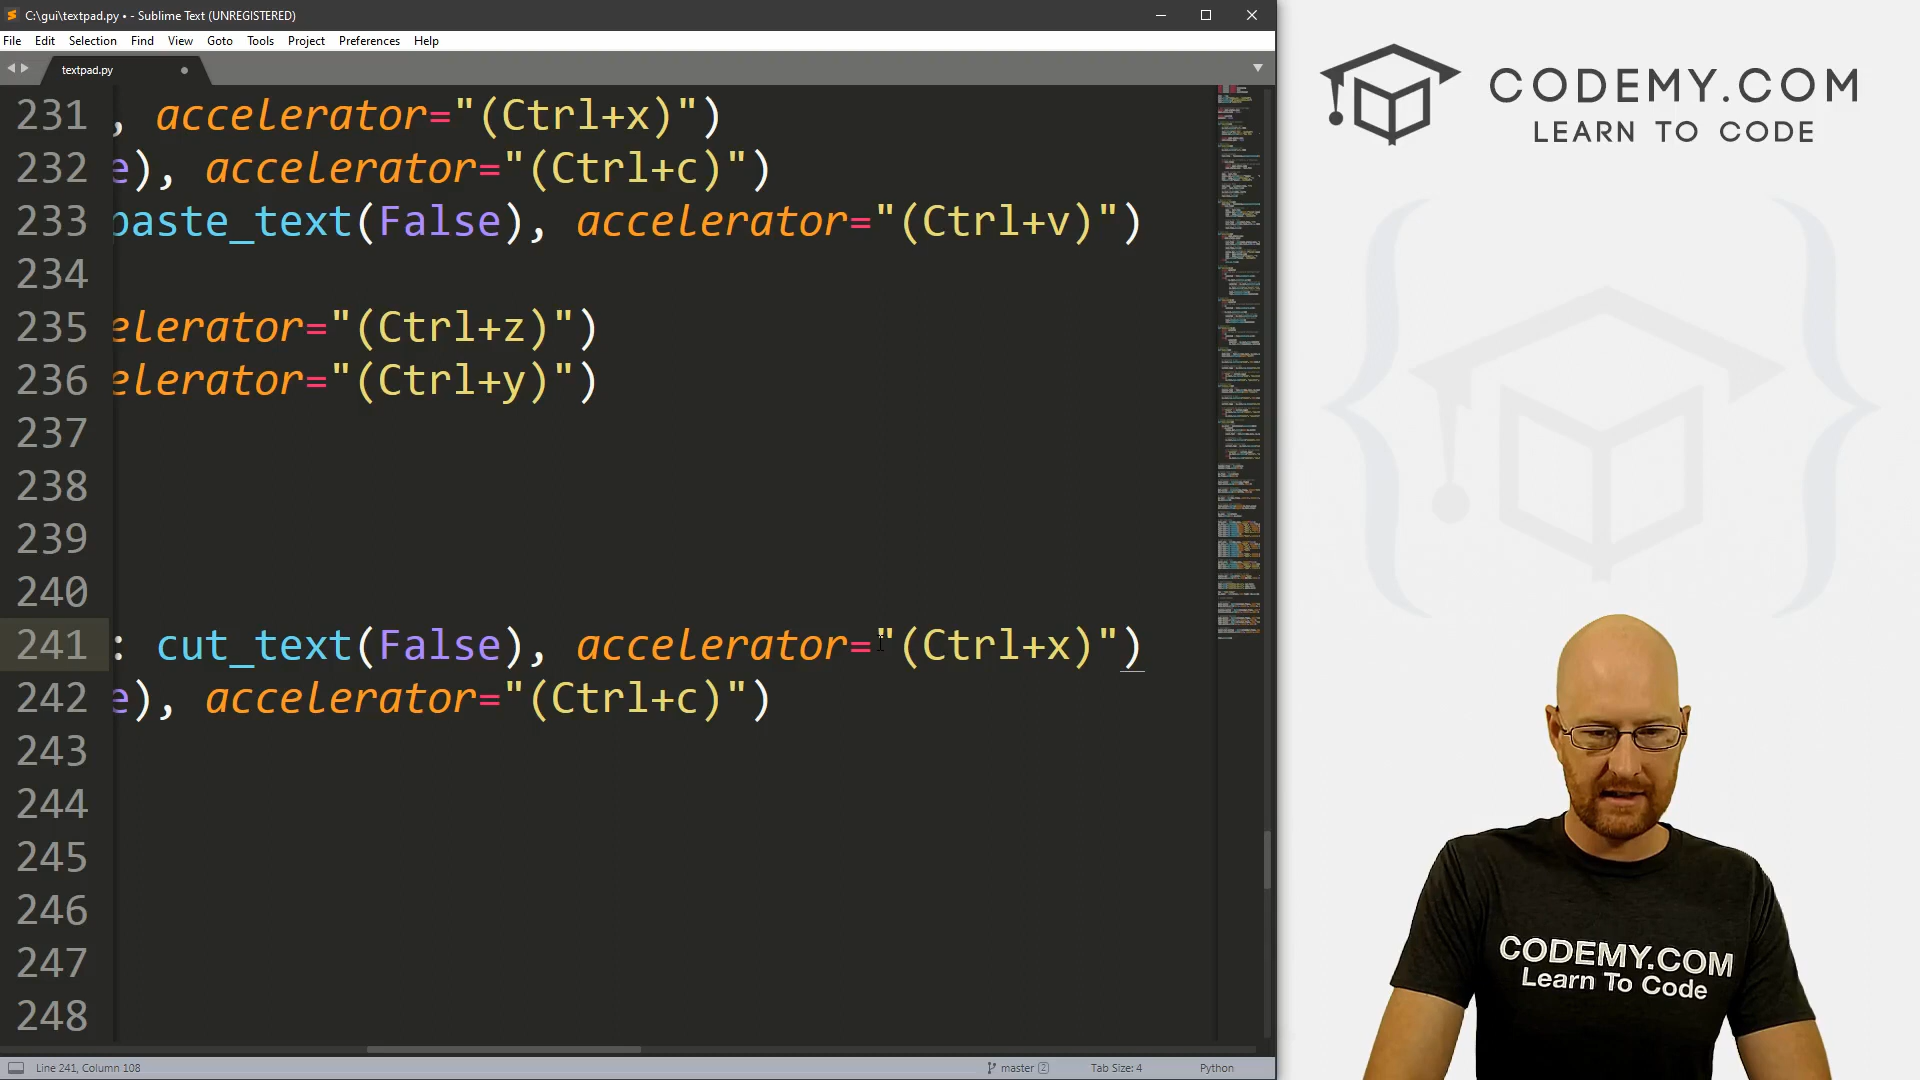 C:\gui\textpad.py • - Sublime Text (UNREGISTERED)
File Edit Selection Find View Goto Tools Project Preferences Help
textpad.py
231 , accelerator="(Ctrl+x)")
232 e), accelerator="(Ctrl+c)")
233 paste_text(False), accelerator="(Ctrl+v)")
234
235 elerator="(Ctrl+z)")
236 elerator="(Ctrl+y)")
237
238
239
240
241 : cut_text(False), accelerator="(Ctrl+x)")
242 e), accelerator="(Ctrl+c)")
243
244
245
246
247
248
Line 241, Column 108
master 2
Tab Size: 4
Python
CODEMY.COM
LEARN TO CODE
CODEMY.COM
Learn To Code